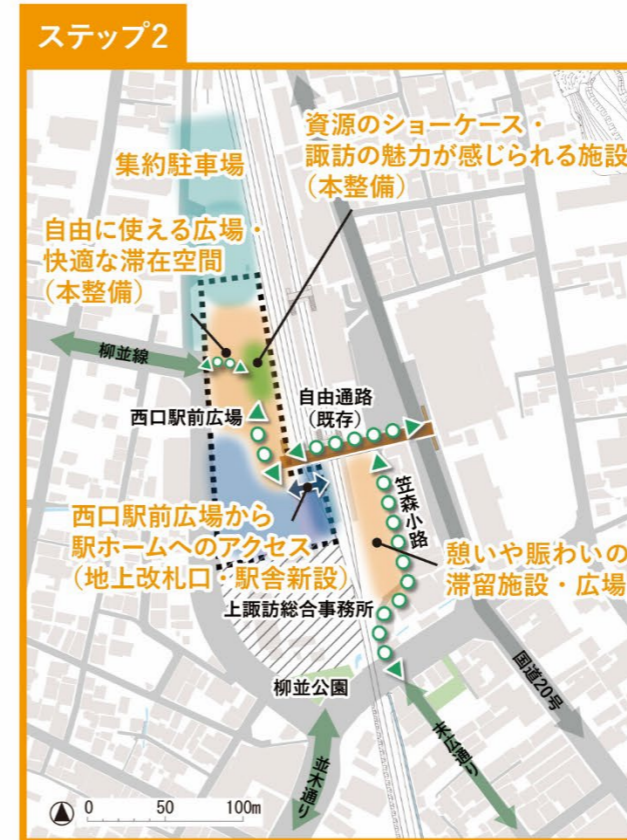 ステップ2
資源のショーケース・
諏訪の魅力が感じられる施設
(本整備)
集約駐車場
自由に使える広場・
快適な滞在空間
(本整備)
柳並線
西口駅前広場
自由通路
(既存)
笠森小路
西口駅前広場から
駅ホームへのアクセス
(地上改札口・駅舎新設)
憩いや賑わいの
滞留施設・広場
上諏訪総合事務所
柳並公園
国道20号
末広通り
並木通り
0 50 100m